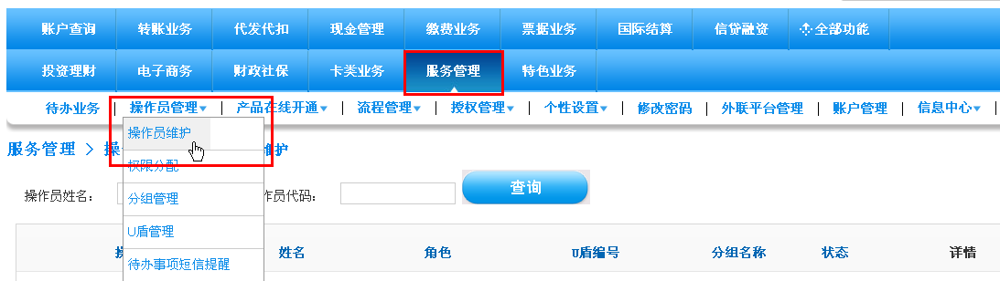 账户查询 转账业务 代发代扣 现金管理 缴费业务 票据业务 国际结算 信贷融资 全部功能
投资理财 电子商务 财政社保 卡类业务 服务管理 特色业务
待办业务 操作员管理 产品在线开通 流程管理 授权管理 个性设置 修改密码 外联平台管理 账户管理 信息中心
操作员维护
服务管理 > 操 维护
权限分配
操作员姓名： 作员代码： 查询
分组管理
U盾管理
姓名 角色 U盾编号 分组名称 状态 详情
待办事项短信提醒